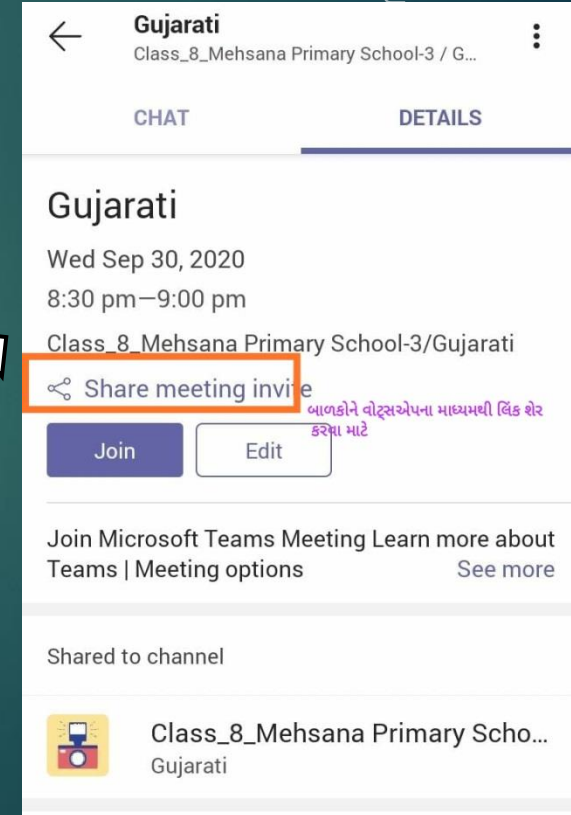 Gujarati
Class_8_Mehsana Primary School-3 / G...
CHAT DETAILS
Gujarati
Wed Sep 30, 2020
8:30 pm—9:00 pm
Class_8_Mehsana Primary School-3/Gujarati
Share meeting invite
બાળકોને વોટ્સએપના માધ્યમથી લિંક શેર
કરવા માટે
Join Edit
Join Microsoft Teams Meeting Learn more about
Teams | Meeting options See more
Shared to channel
Class_8_Mehsana Primary Scho...
Gujarati